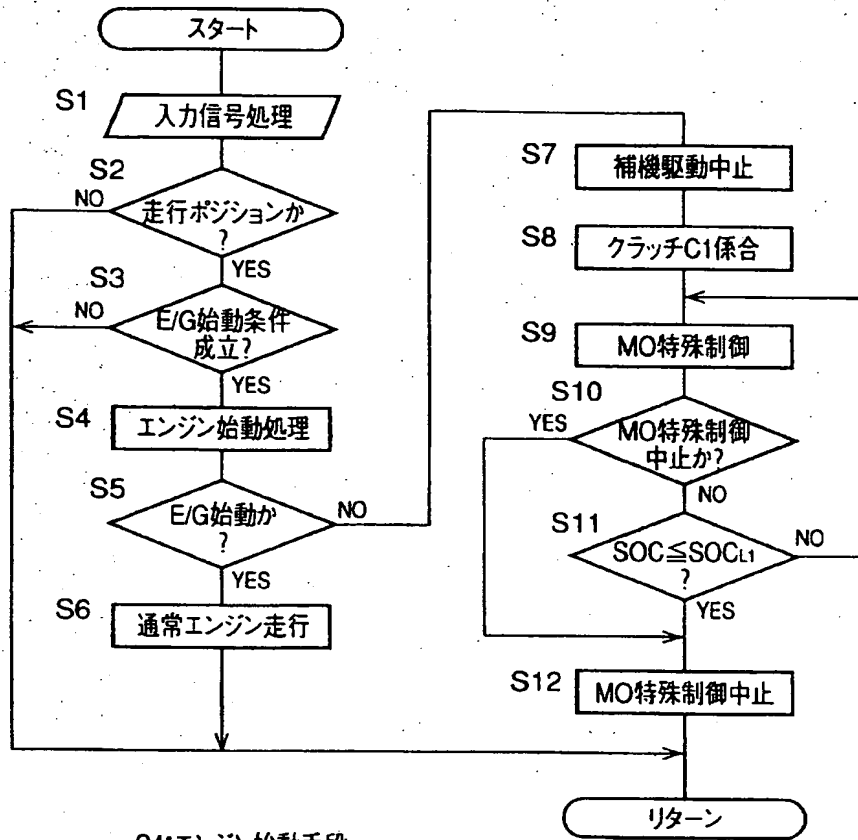 スタート
S1
入力信号処理
S2
NO
走行ポジションか
?
YES
S3
NO
E/G始動条件
成立?
YES
S4
エンジン始動処理
S5
E/G始動か
?
NO
YES
S6
通常エンジン走行
S7
補機駆動中止
S8
クラッチC1係合
S9
MO特殊制御
S10
YES
MO特殊制御
中止か?
NO
S11
SOC≦SOCL1
?
NO
YES
S12
MO特殊制御中止
リターン